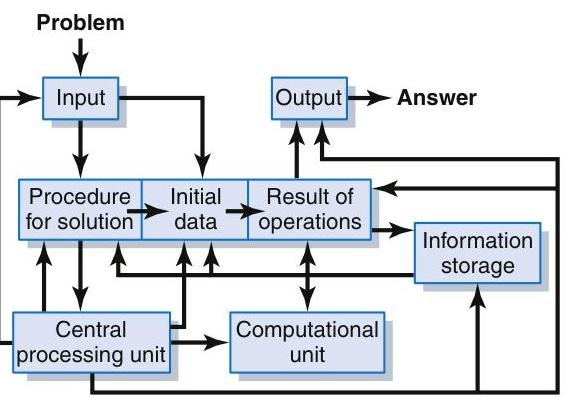 Problem
Input
Output
Answer
Procedure
for solution
Initial
data
Result of
operations
Information
storage
Central
processing unit
Computational
unit